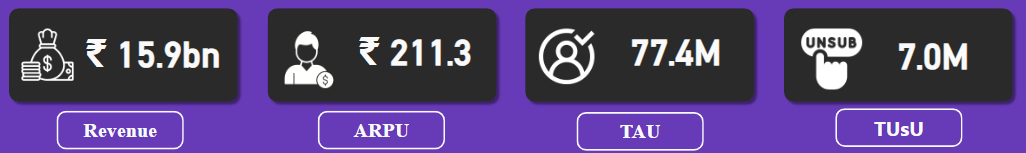 ₹ 15.9bn
Revenue
₹ 211.3
ARPU
77.4M
TAU
UNSUB
7.0M
TUsU